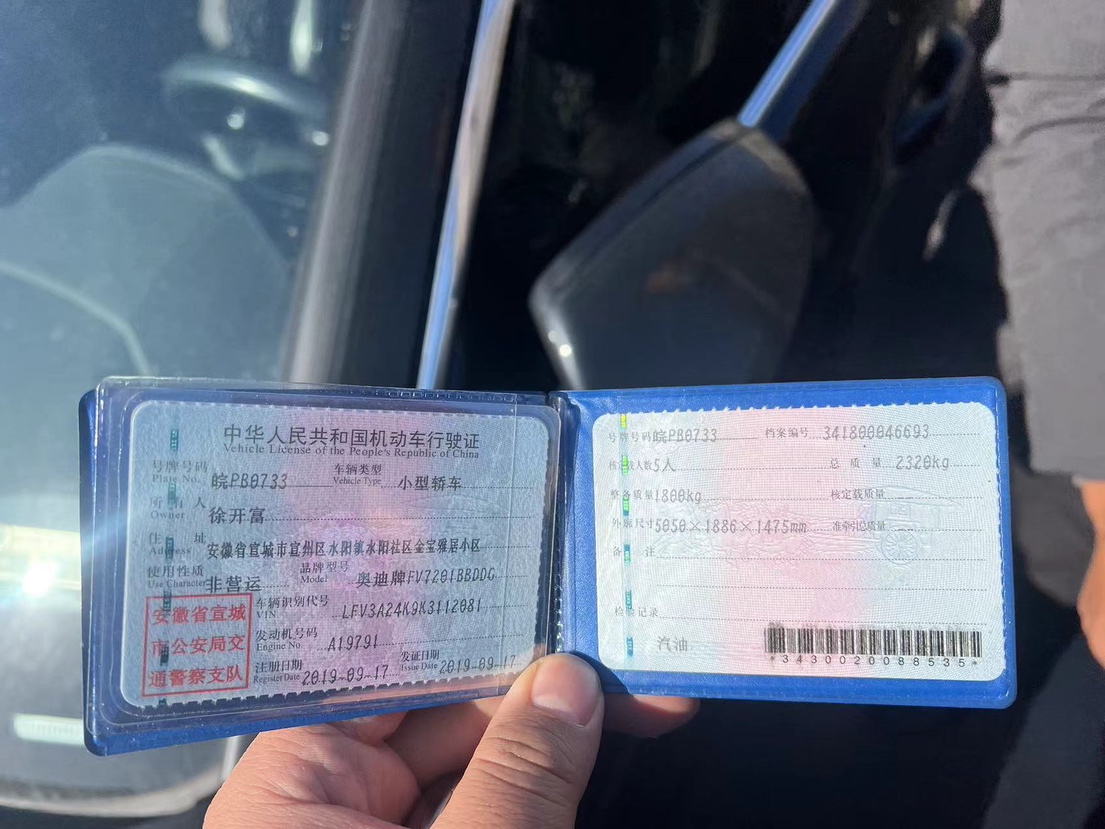 中华人民共和国机动车行驶证
Vehicle License of the People's Republic of China
号牌号码 Plate No. 皖PB0733 车辆类型 Vehicle Type 小型轿车
所有人 Owner 徐开富
住址 Address 安徽省宣城市宣州区水阳镇水阳社区金宝雅居小区
使用性质 Use Character 非营运 品牌型号 Model 奥迪牌FV7201BBDDG
车辆识别代号 VIN LFV3A24K9K3112081
发动机号码 Engine No. A19791
注册日期 Register Date 2019-09-17 发证日期 Issue Date 2019-09-17
安徽省宣城
市公安局交
通警察支队
号牌号码 皖PB0733 档案编号 341800046693
核定载人数 5人 总质量 2320kg
整备质量 1800kg 核定载质量 --
外廓尺寸 5050×1886×1475mm 准牵引总质量 --
备注
检验记录
汽油
*3430020088535*